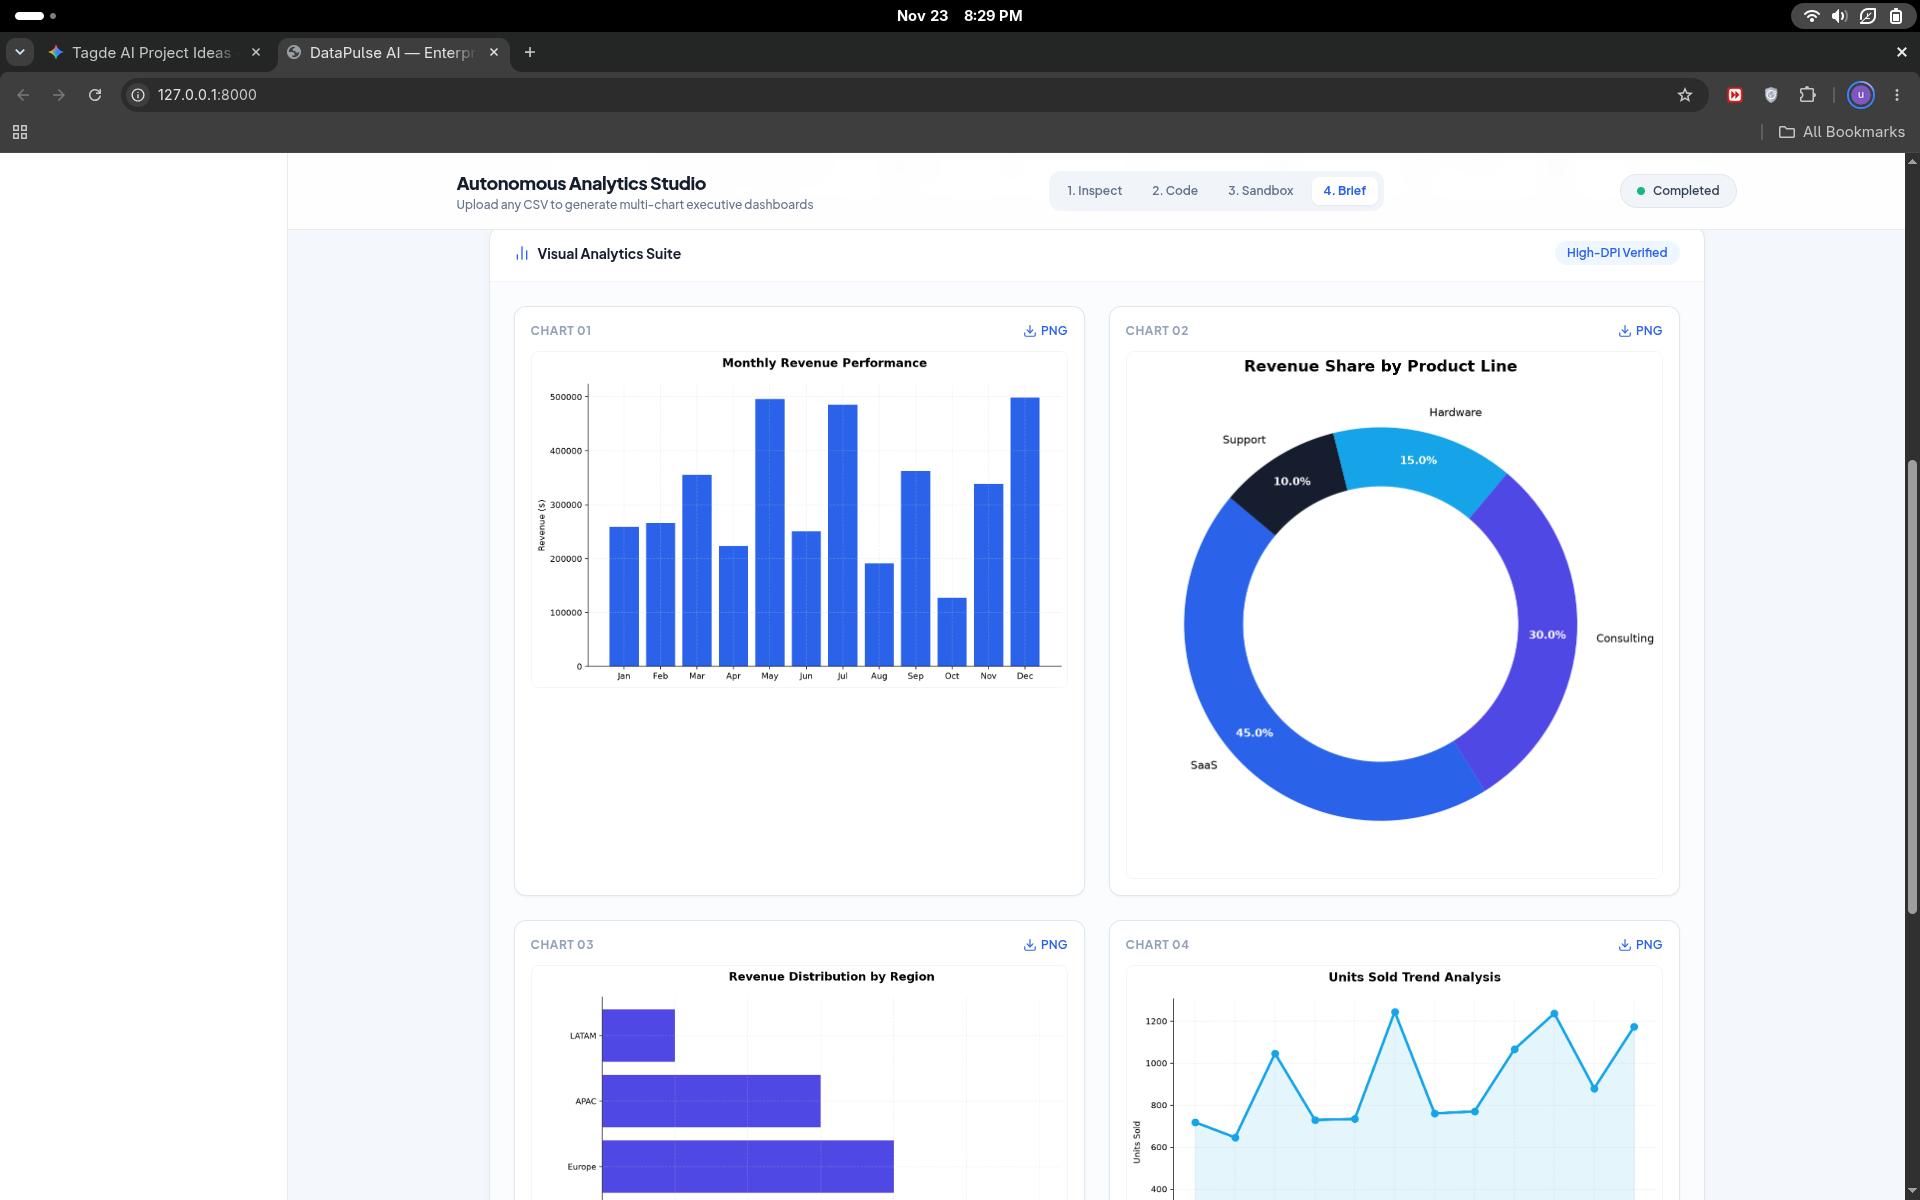 Nov 23 8:29 PM
Tagde AI Project Ideas
DataPulse AI — Enterpr
127.0.0.1:8000
u
All Bookmarks
Autonomous Analytics Studio
Upload any CSV to generate multi-chart executive dashboards
1. Inspect
2. Code
3. Sandbox
4. Brief
Completed
Visual Analytics Suite
High-DPI Verified
CHART 01
PNG
Monthly Revenue Performance
Revenue ($)
500000
400000
300000
200000
100000
0
Jan Feb Mar Apr May Jun Jul Aug Sep Oct Nov Dec
CHART 02
PNG
Revenue Share by Product Line
Hardware
Support
15.0%
10.0%
30.0%
Consulting
45.0%
SaaS
CHART 03
PNG
Revenue Distribution by Region
LATAM
APAC
Europe
CHART 04
PNG
Units Sold Trend Analysis
Units Sold
1200
1000
800
600
400